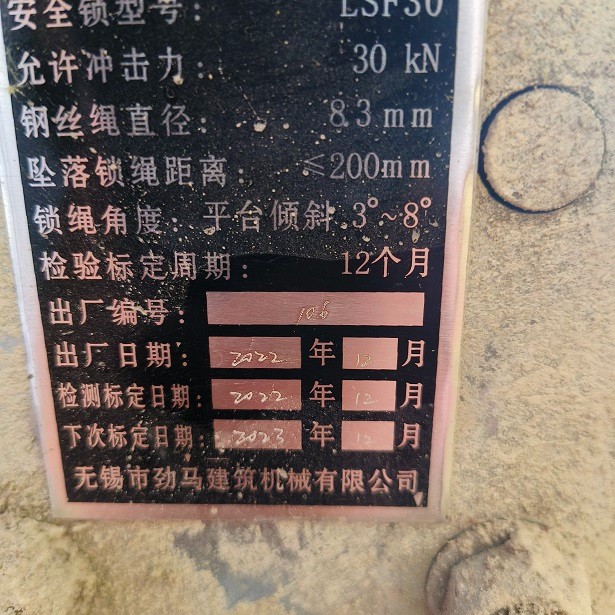 安全锁型号: LSF30
允许冲击力: 30 kN
钢丝绳直径: 8.3mm
坠落锁绳距离: ≤200mm
锁绳角度: 平台倾斜 3°~8°
检验标定周期: 12个月
出厂编号: 106
出厂日期: 2022 年 12 月
检测标定日期: 2022 年 12 月
下次标定日期: 2023 年 12 月
无锡市劲马建筑机械有限公司